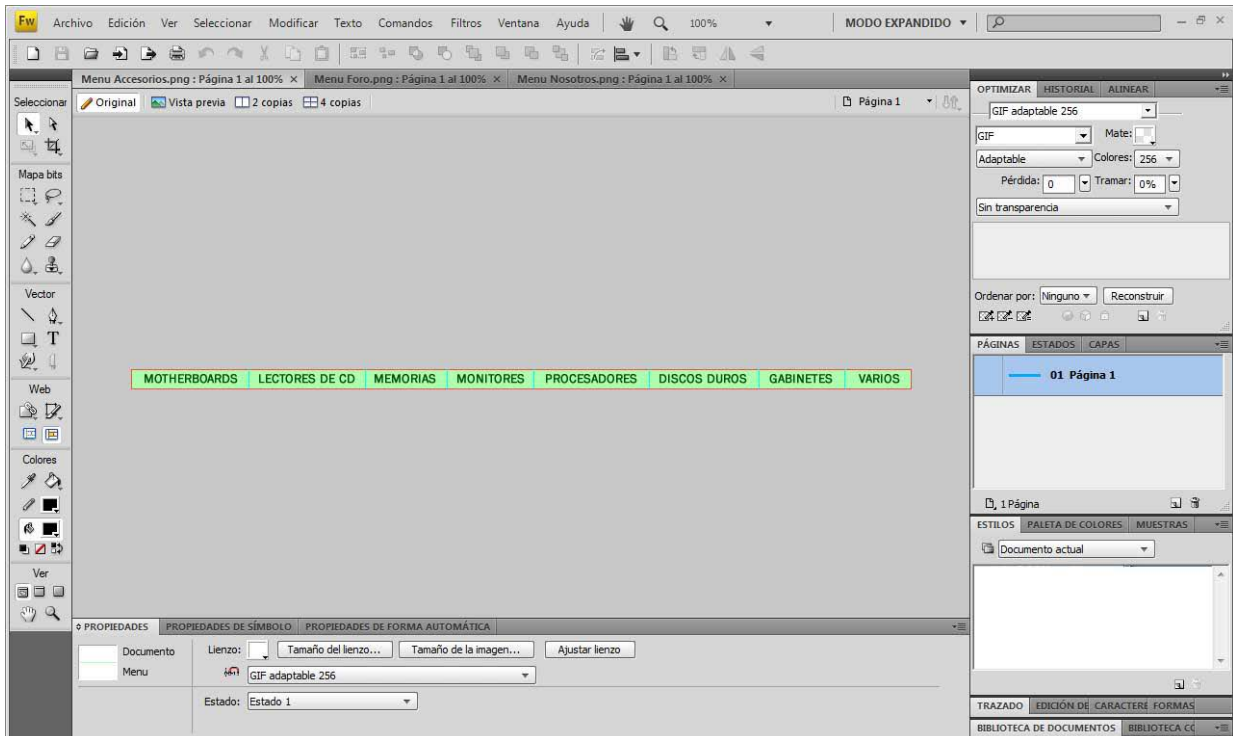 Fw Archivo Edición Ver Seleccionar Modificar Texto Comandos Filtros Ventana Ayuda 100% MODO EXPANDIDO
Menu Accesorios.png : Página 1 al 100% × Menu Foro.png : Página 1 al 100% × Menu Nosotros.png : Página 1 al 100% ×
Seleccionar
Original Vista previa 2 copias 4 copias Página 1
Mapa bits
Vector
Web
Colores
Ver
MOTHERBOARDS LECTORES DE CD MEMORIAS MONITORES PROCESADORES DISCOS DUROS GABINETES VARIOS
PROPIEDADES PROPIEDADES DE SÍMBOLO PROPIEDADES DE FORMA AUTOMÁTICA
Documento Lienzo: Tamaño del lienzo... Tamaño de la imagen... Ajustar lienzo
Menu GIF adaptable 256
Estado: Estado 1
OPTIMIZAR HISTORIAL ALINEAR
GIF adaptable 256
GIF Mate:
Adaptable Colores: 256
Pérdida: 0 Tramar: 0%
Sin transparencia
Ordenar por: Ninguno Reconstruir
PÁGINAS ESTADOS CAPAS
01 Página 1
1 Página
ESTILOS PALETA DE COLORES MUESTRAS
Documento actual
TRAZADO EDICIÓN DE CARACTERE FORMAS
BIBLIOTECA DE DOCUMENTOS BIBLIOTECA CO